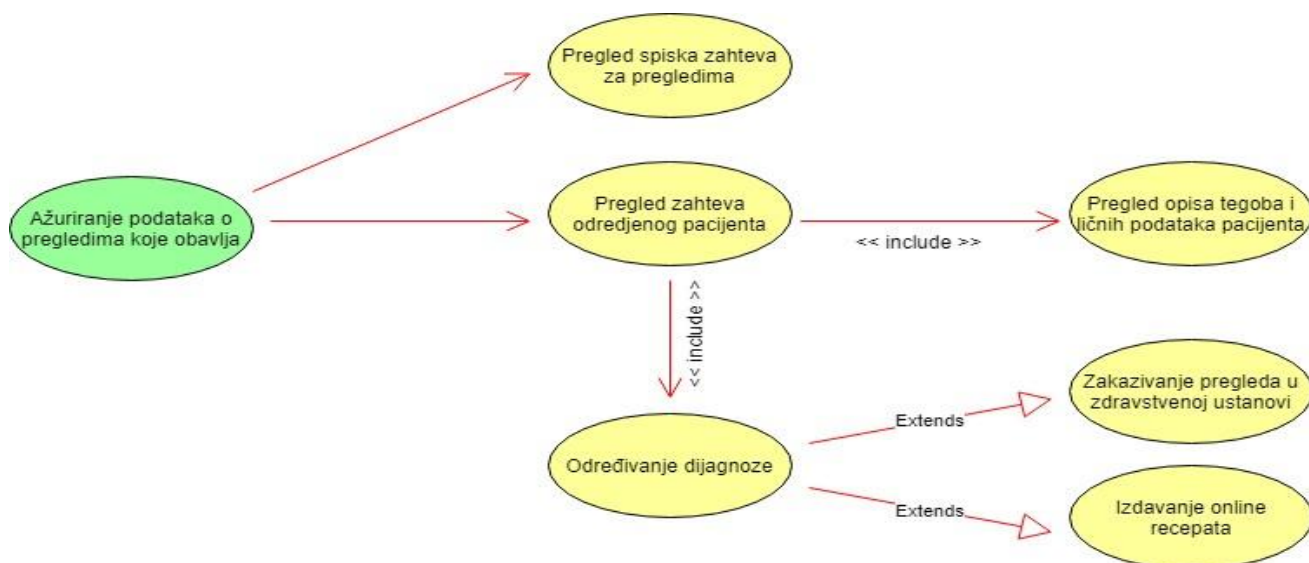 Pregled spiska zahteva
za pregledima
Ažuriranje podataka o
pregledima koje obavlja
Pregled zahteva
odredjenog pacijenta
<< include >>
Pregled opisa tegoba i
ličnih podataka pacijenta
<< include >>
Određivanje dijagnoze
Extends
Zakazivanje pregleda u
zdravstvenoj ustanovi
Extends
Izdavanje online
recepata